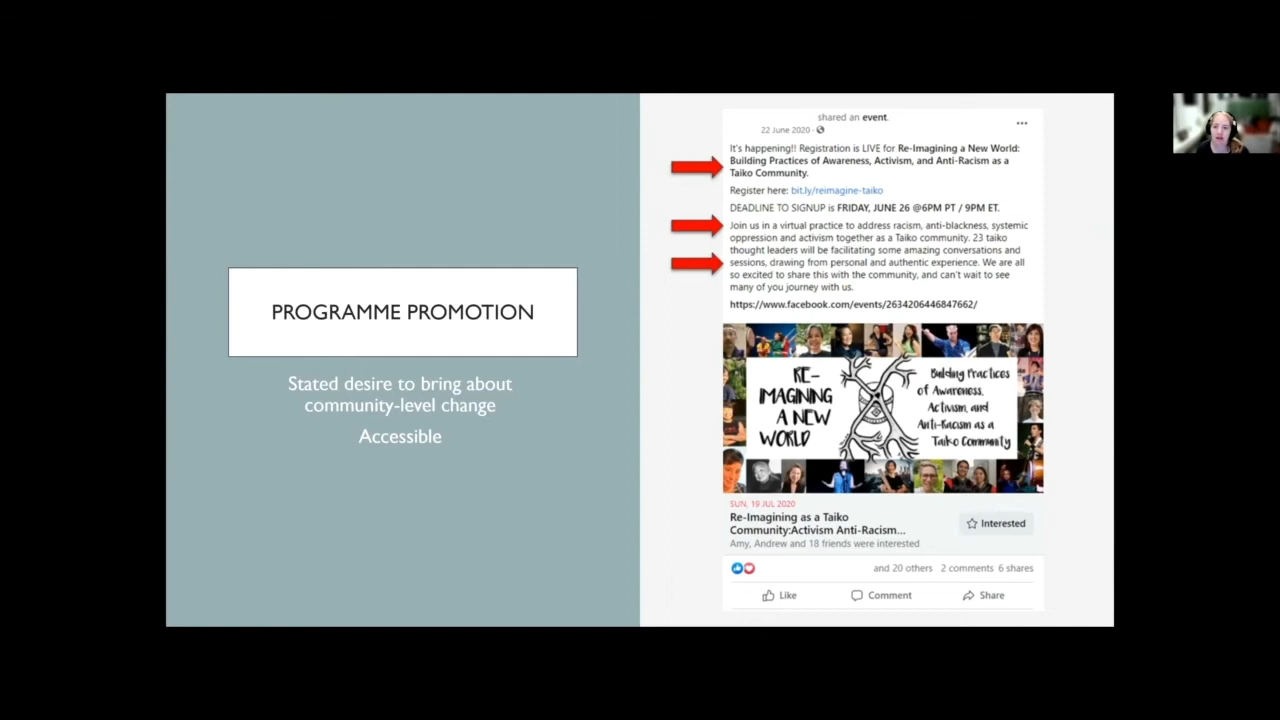 PROGRAMME PROMOTION
Stated desire to bring about
community-level change
Accessible
shared an event.
22 June 2020 ·
It's happening!! Registration is LIVE for Re-Imagining a New World:
Building Practices of Awareness, Activism, and Anti-Racism as a
Taiko Community.
Register here: bit.ly/reimagine-taiko
DEADLINE TO SIGNUP is FRIDAY, JUNE 26 @6PM PT / 9PM ET.
Join us in a virtual practice to address racism, anti-blackness, systemic
oppression and activism together as a Taiko community. 23 taiko
thought leaders will be facilitating some amazing conversations and
sessions, drawing from personal and authentic experience. We are all
so excited to share this with the community, and can't wait to see
many of you journey with us.
https://www.facebook.com/events/2634206446847662/
RE-
IMAGINING
A NEW
WORLD
Building Practices
of Awareness,
Activism, and
Anti-Racism as a
Taiko Community
SUN, 19 JUL 2020
Re-Imagining as a Taiko
Community:Activism Anti-Racism...
Interested
Amy, Andrew and 18 friends were interested
and 20 others 2 comments 6 shares
Like Comment Share